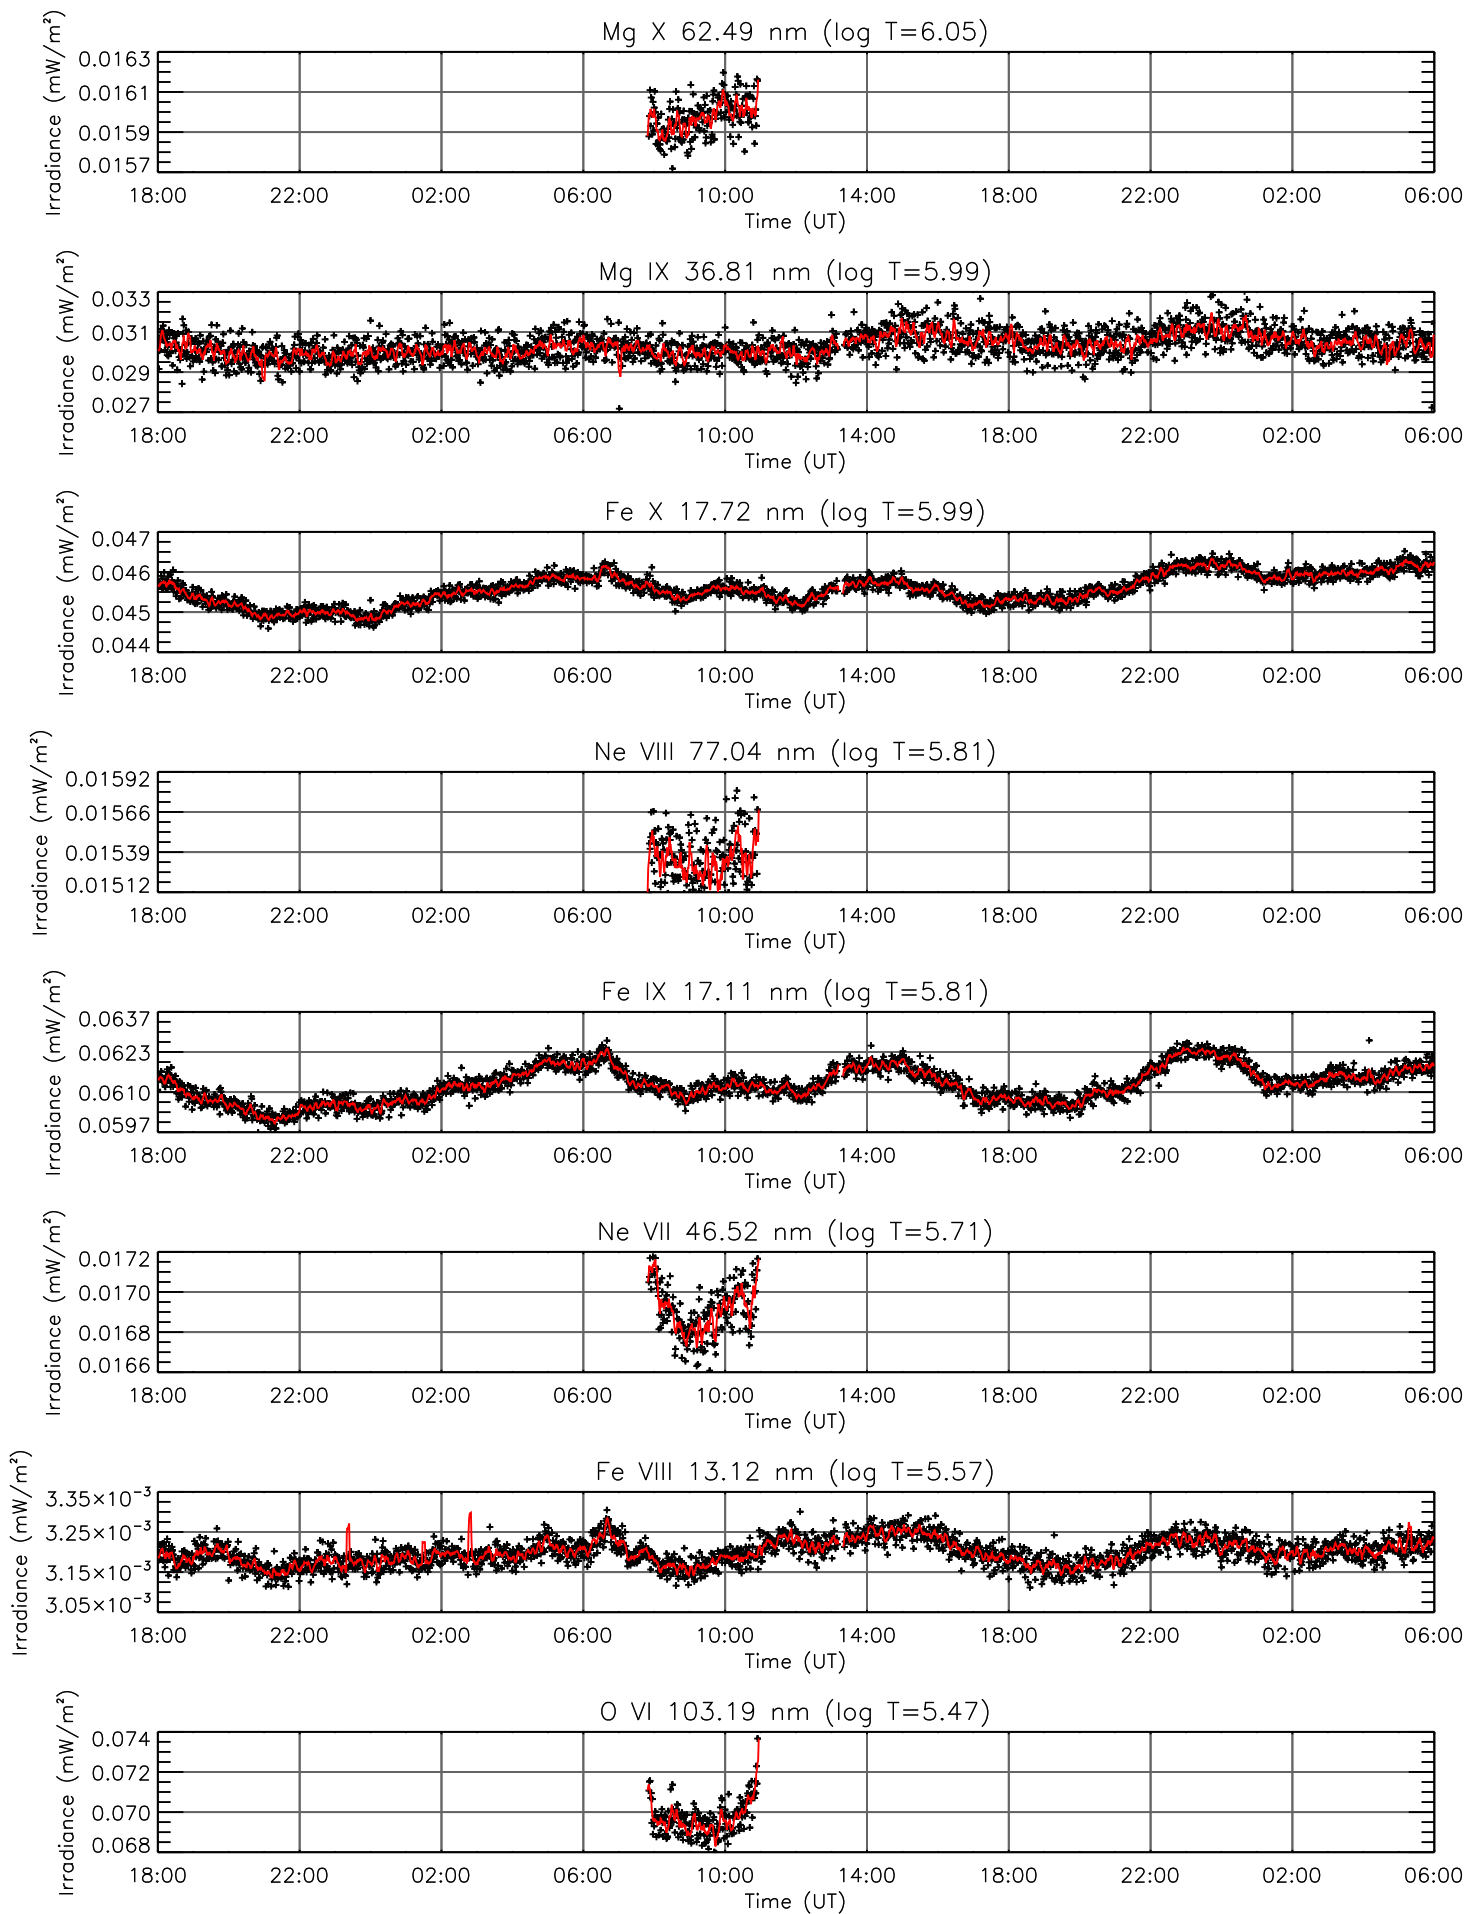 Mg X 62.49 nm (log T=6.05)
Irradiance (mW/m²)
0.0163
0.0161
0.0159
0.0157
18:00 22:00 02:00 06:00 10:00 14:00 18:00 22:00 02:00 06:00
Time (UT)
Mg IX 36.81 nm (log T=5.99)
Irradiance (mW/m²)
0.033
0.031
0.029
0.027
18:00 22:00 02:00 06:00 10:00 14:00 18:00 22:00 02:00 06:00
Time (UT)
Fe X 17.72 nm (log T=5.99)
Irradiance (mW/m²)
0.047
0.046
0.045
0.044
18:00 22:00 02:00 06:00 10:00 14:00 18:00 22:00 02:00 06:00
Time (UT)
Ne VIII 77.04 nm (log T=5.81)
Irradiance (mW/m²)
0.01592
0.01566
0.01539
0.01512
18:00 22:00 02:00 06:00 10:00 14:00 18:00 22:00 02:00 06:00
Time (UT)
Fe IX 17.11 nm (log T=5.81)
Irradiance (mW/m²)
0.0637
0.0623
0.0610
0.0597
18:00 22:00 02:00 06:00 10:00 14:00 18:00 22:00 02:00 06:00
Time (UT)
Ne VII 46.52 nm (log T=5.71)
Irradiance (mW/m²)
0.0172
0.0170
0.0168
0.0166
18:00 22:00 02:00 06:00 10:00 14:00 18:00 22:00 02:00 06:00
Time (UT)
Fe VIII 13.12 nm (log T=5.57)
Irradiance (mW/m²)
3.35×10⁻³
3.25×10⁻³
3.15×10⁻³
3.05×10⁻³
18:00 22:00 02:00 06:00 10:00 14:00 18:00 22:00 02:00 06:00
Time (UT)
O VI 103.19 nm (log T=5.47)
Irradiance (mW/m²)
0.074
0.072
0.070
0.068
18:00 22:00 02:00 06:00 10:00 14:00 18:00 22:00 02:00 06:00
Time (UT)